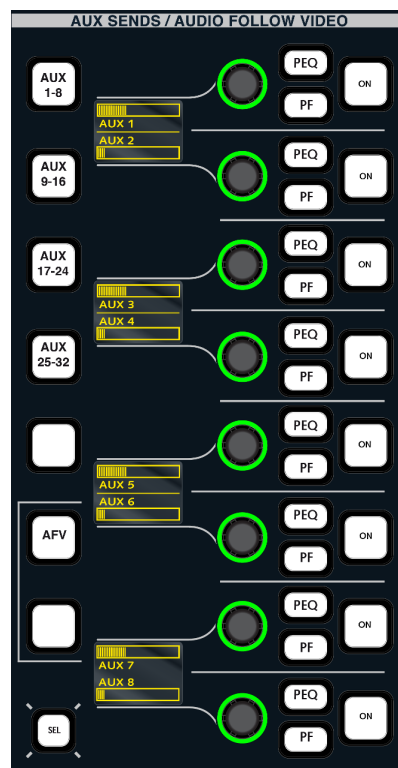 AUX SENDS / AUDIO FOLLOW VIDEO
AUX
1-8
AUX 1
AUX 2
PEQ
PF
ON
AUX
9-16
PEQ
PF
ON
AUX
17-24
AUX 3
AUX 4
PEQ
PF
ON
AUX
25-32
PEQ
PF
ON
AUX 5
AUX 6
PEQ
PF
ON
AFV
PEQ
PF
ON
AUX 7
AUX 8
PEQ
PF
ON
SEL
PEQ
PF
ON